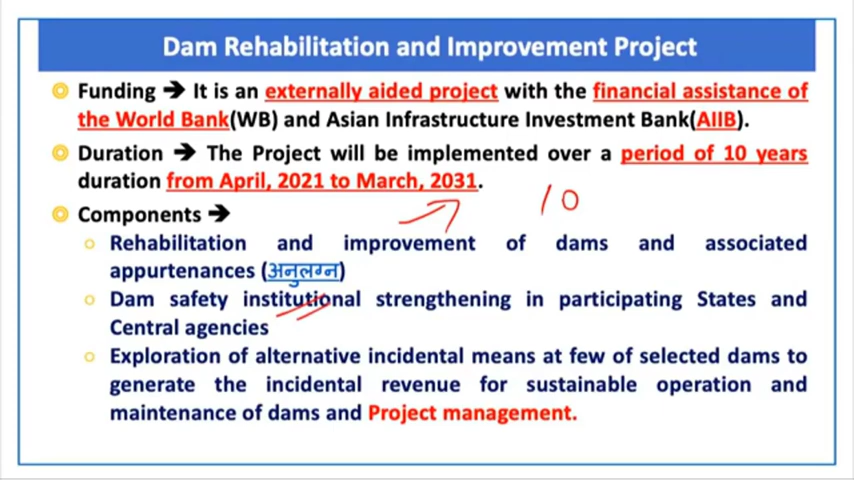 Dam Rehabilitation and Improvement Project
Funding ➔ It is an externally aided project with the financial assistance of
the World Bank(WB) and Asian Infrastructure Investment Bank(AIIB).
Duration ➔ The Project will be implemented over a period of 10 years
duration from April, 2021 to March, 2031.
10
Components ➔
Rehabilitation and improvement of dams and associated
appurtenances (अनुलग्न)
Dam safety institutional strengthening in participating States and
Central agencies
Exploration of alternative incidental means at few of selected dams to
generate the incidental revenue for sustainable operation and
maintenance of dams and Project management.